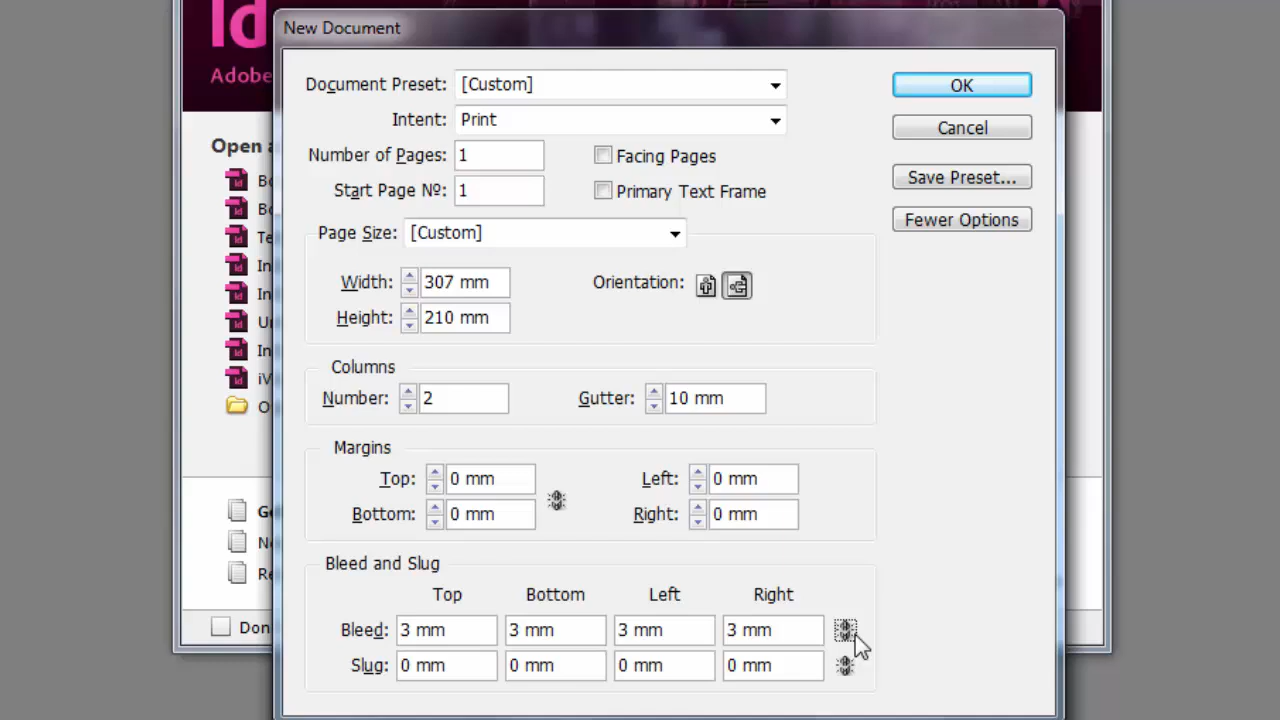 Id
New Document
Adobe
Document Preset: [Custom]
OK
Intent: Print
Cancel
Open a
Number of Pages: 1
Facing Pages
Save Preset...
Start Page №: 1
Primary Text Frame
Fewer Options
Page Size: [Custom]
Width: 307 mm
Orientation:
Height: 210 mm
Columns
Number: 2
Gutter: 10 mm
Margins
Top: 0 mm
Left: 0 mm
Bottom: 0 mm
Right: 0 mm
Bleed and Slug
Top Bottom Left Right
Bleed: 3 mm 3 mm 3 mm 3 mm
Slug: 0 mm 0 mm 0 mm 0 mm